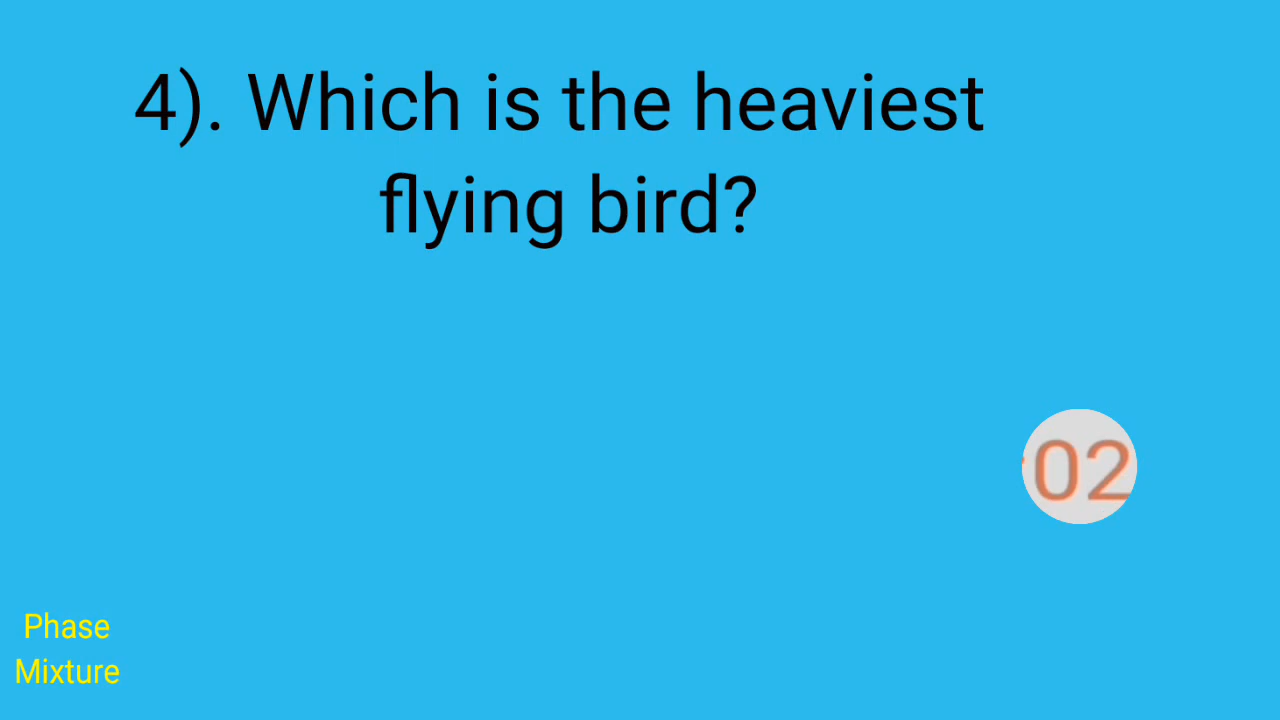 4). Which is the heaviest
flying bird?
02
Phase
Mixture